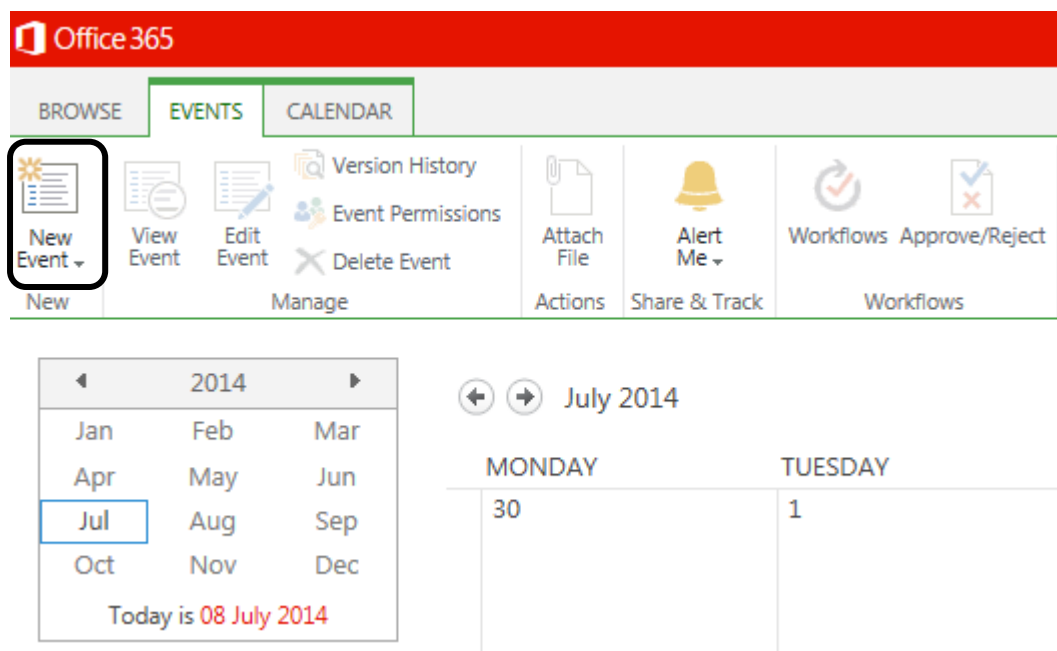 Office 365
BROWSE EVENTS CALENDAR
New Event
View Event
Edit Event
Version History
Event Permissions
Delete Event
Attach File
Alert Me
Workflows
Approve/Reject
New Manage Actions Share & Track Workflows
2014
Jan Feb Mar
Apr May Jun
Jul Aug Sep
Oct Nov Dec
Today is 08 July 2014
July 2014
MONDAY TUESDAY
30 1